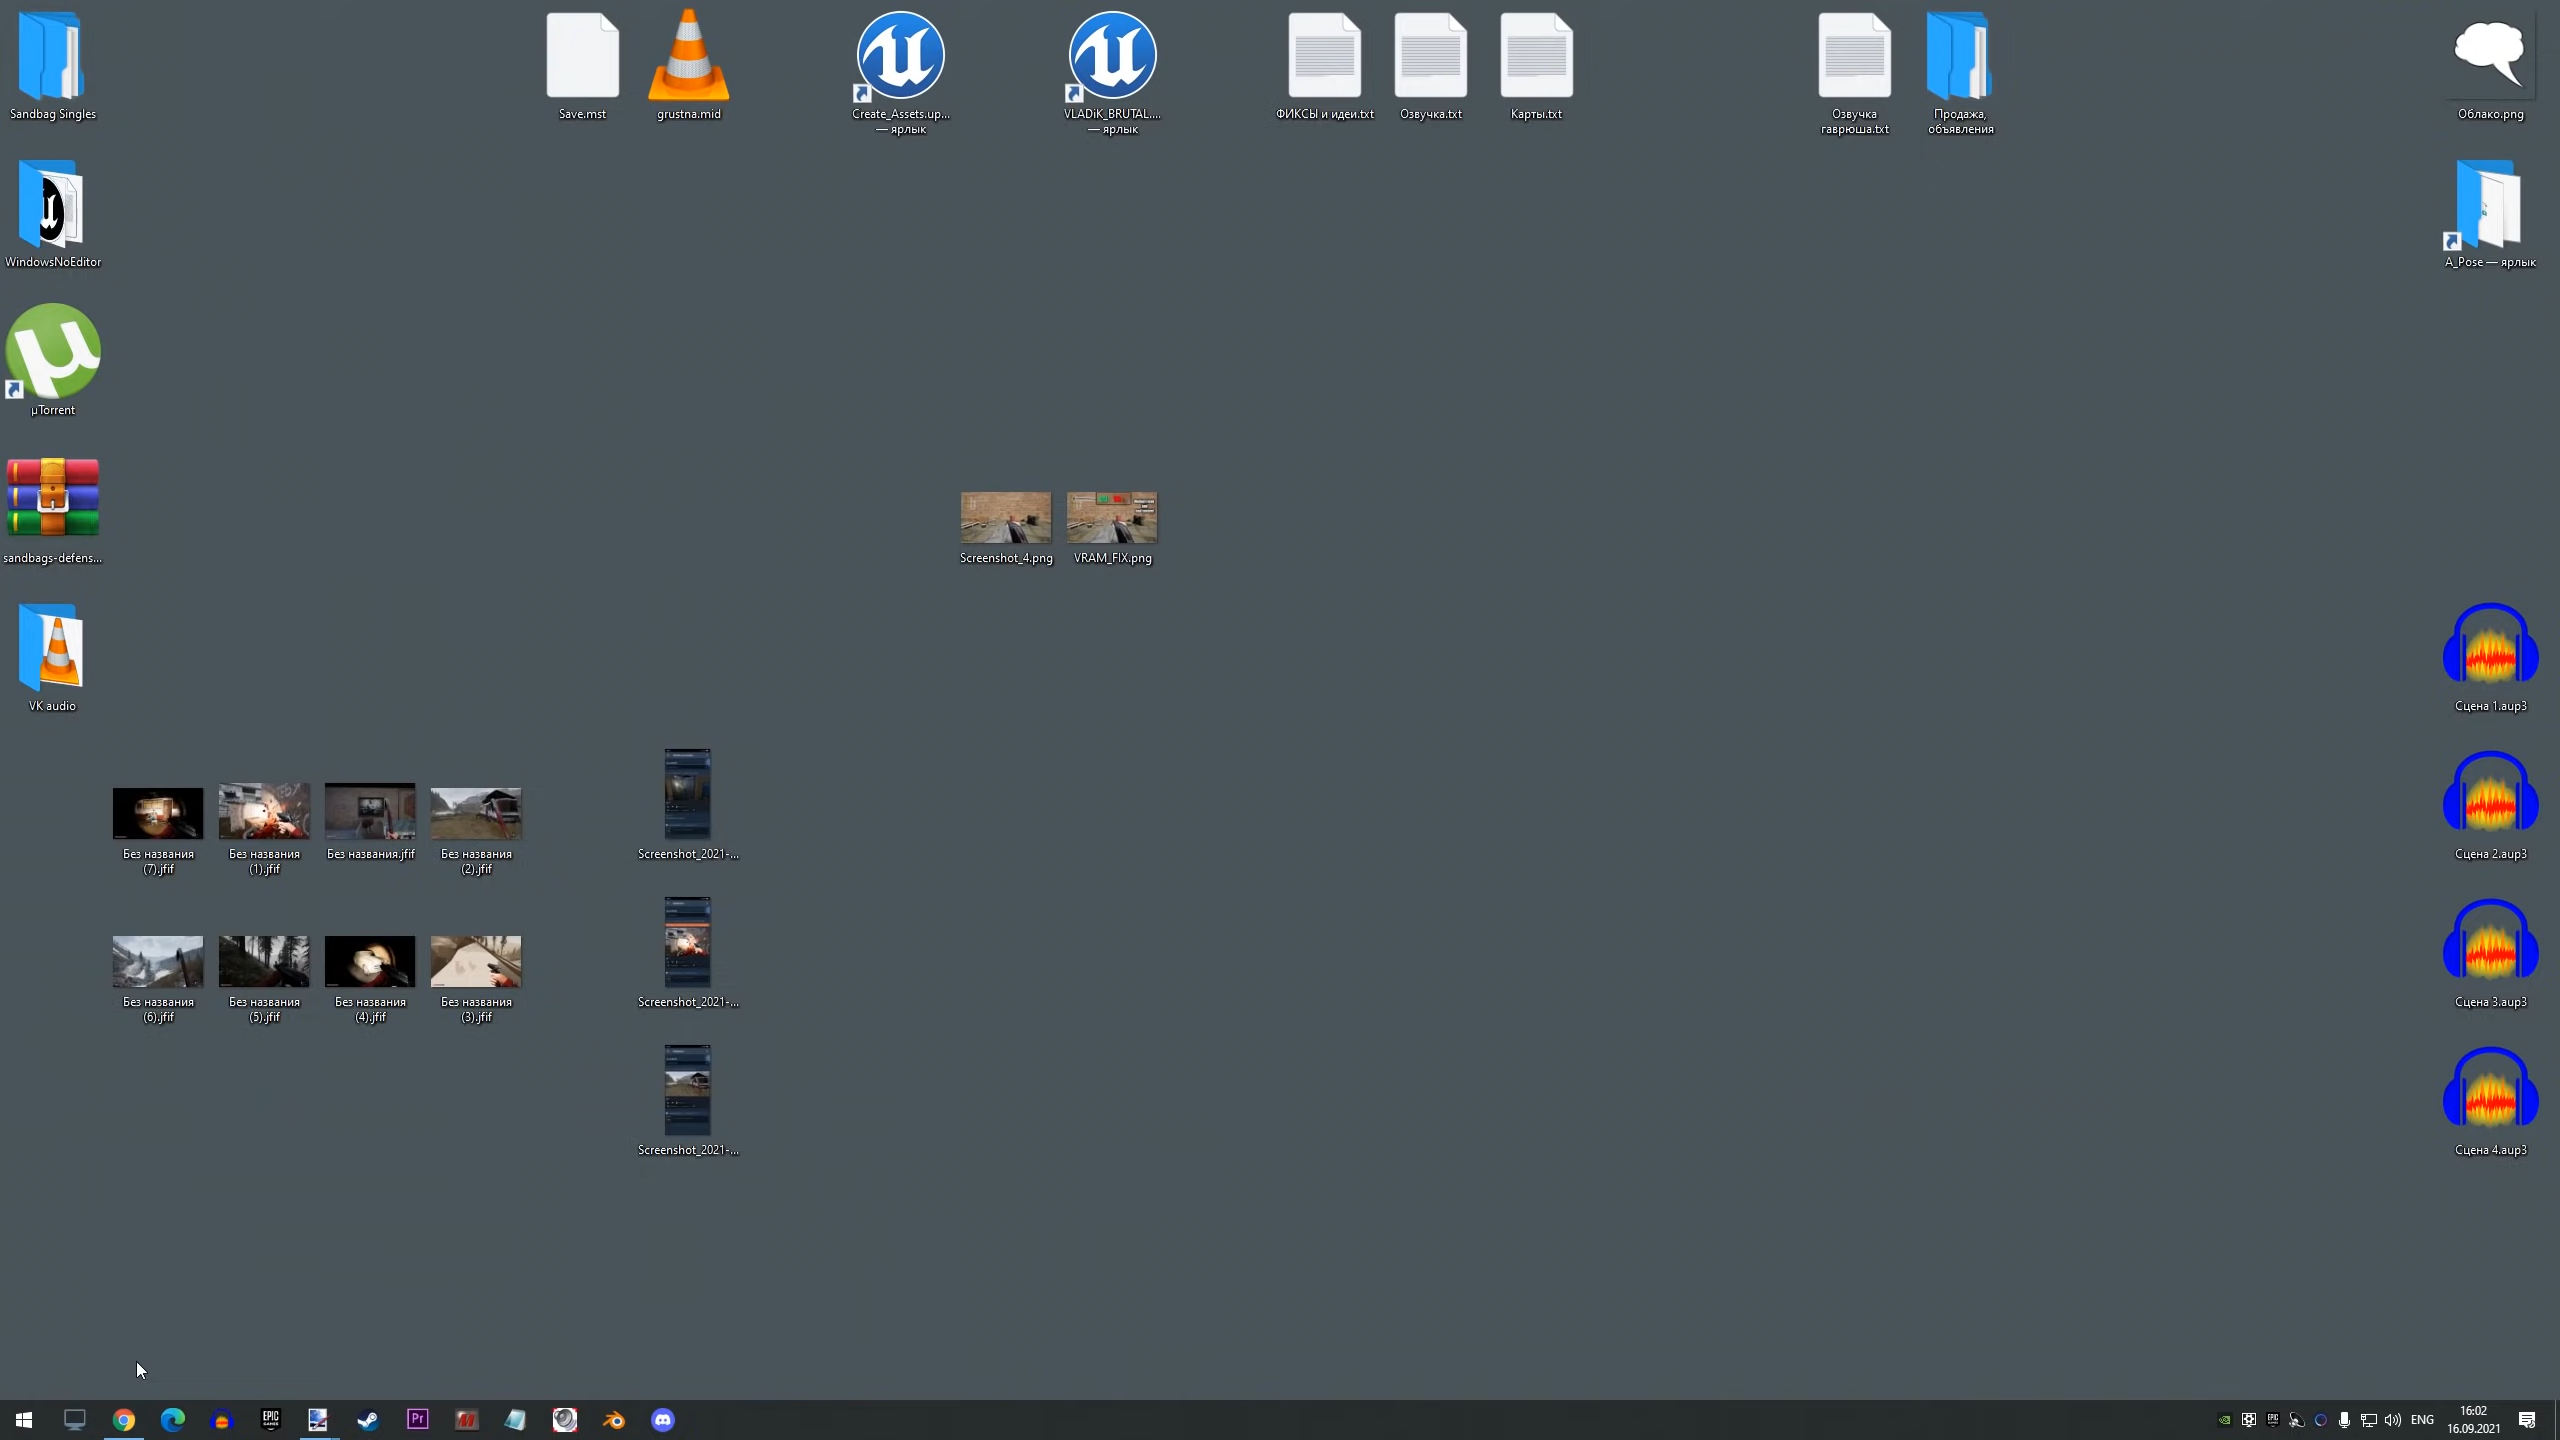 Sandbag Singles
Save.mst
grustna.mid
Create_Assets.up...
— ярлык
VLADiK_BRUTAL....
— ярлык
ФИКСЫ и идеи.txt
Озвучка.txt
Карты.txt
Озвучка
гаврюша.txt
Продажа,
объявления
Облако.png
WindowsNoEditor
A_Pose — ярлык
µTorrent
sandbags-defens...
Screenshot_4.png
VRAM_FIX.png
VK audio
Сцена 1.aup3
Без названия
(7).jfif
Без названия
(1).jfif
Без названия.jfif
Без названия
(2).jfif
Screenshot_2021-...
Сцена 2.aup3
Без названия
(6).jfif
Без названия
(5).jfif
Без названия
(4).jfif
Без названия
(3).jfif
Screenshot_2021-...
Сцена 3.aup3
Screenshot_2021-...
Сцена 4.aup3
EPIC
GAMES
Pr
ENG
16:02
16.09.2021